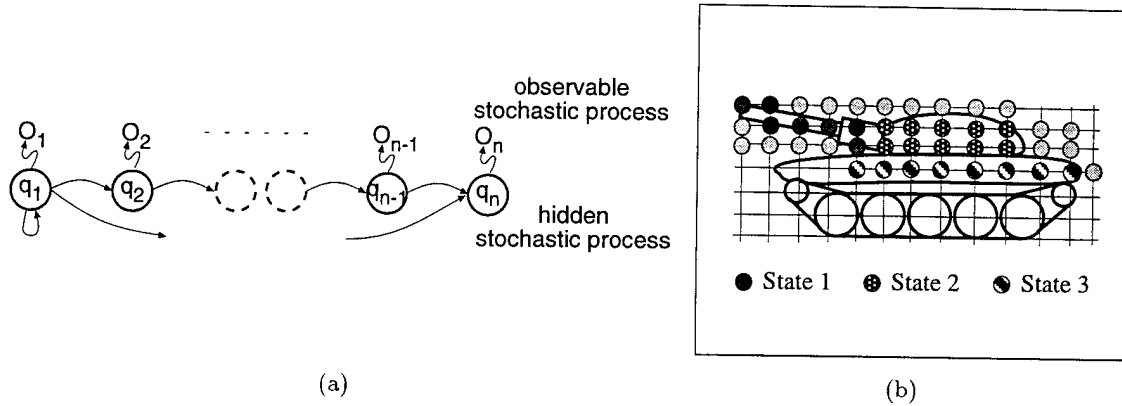 O1 O2 On-1 On
observable
stochastic process
q1 q2 qn-1 qn
hidden
stochastic process
(a)
State 1 State 2 State 3
(b)